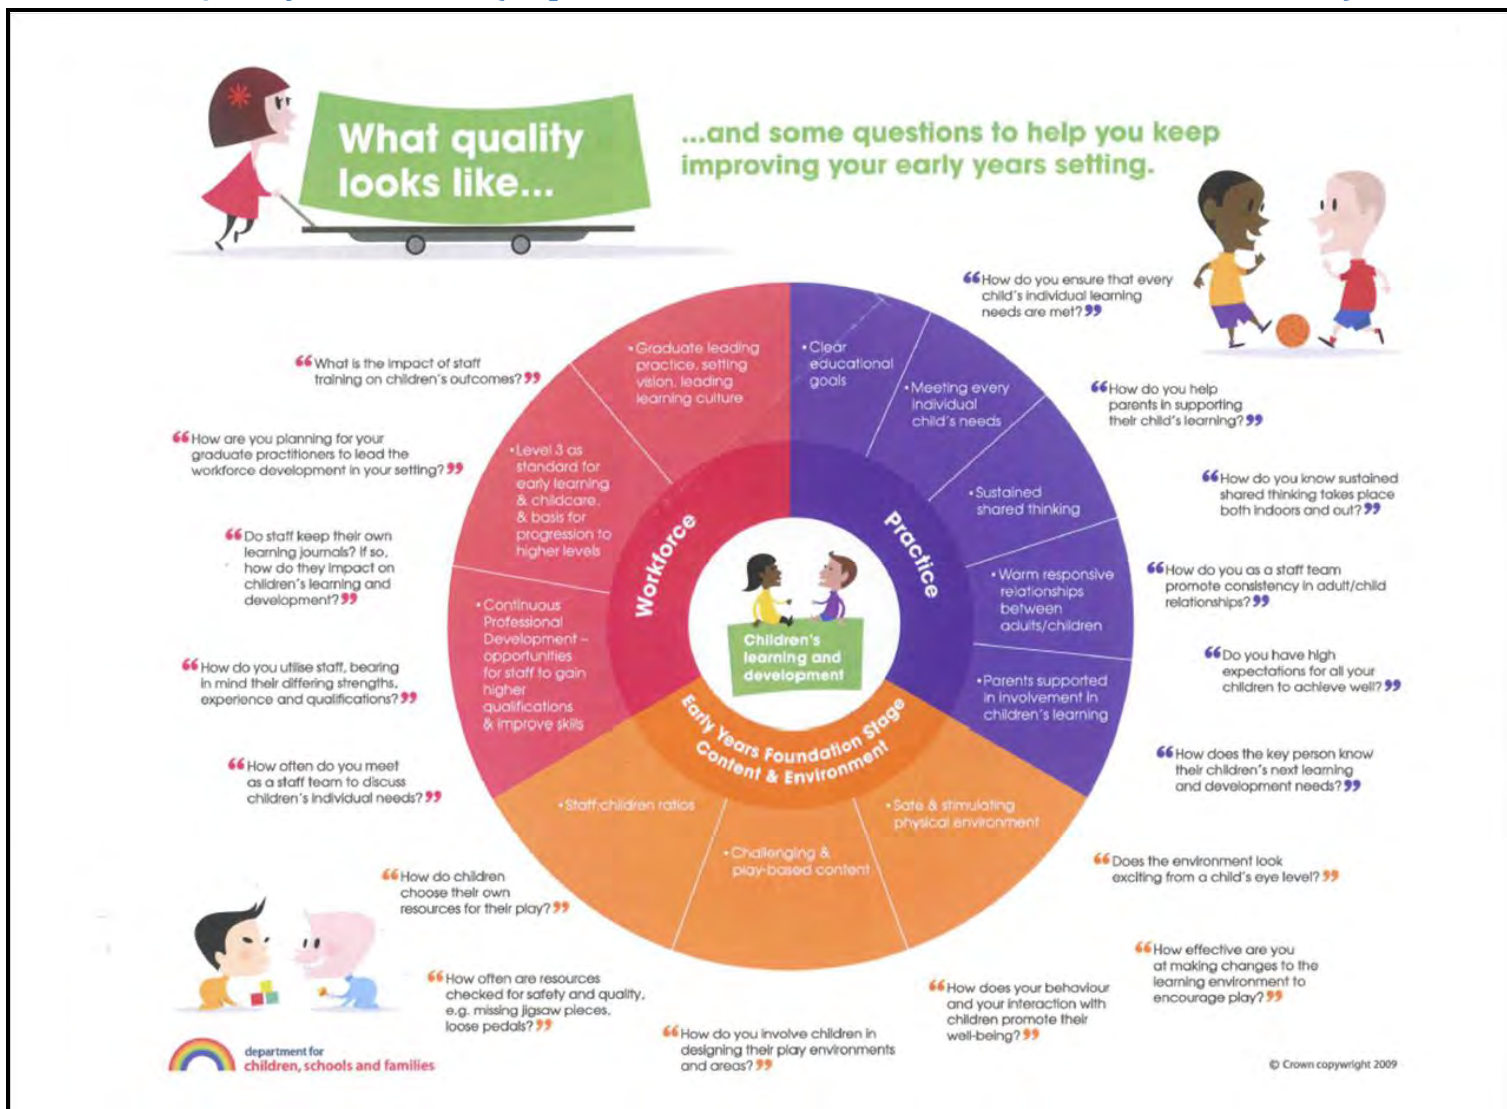 What quality
looks like...
...and some questions to help you keep
improving your early years setting.
“How do you ensure that every
child's individual learning
needs are met?”
“How do you help
parents in supporting
their child's learning?”
“How do you know sustained
shared thinking takes place
both indoors and out?”
“How do you as a staff team
promote consistency in adult/child
relationships?”
“Do you have high
expectations for all your
children to achieve well?”
“How does the key person know
their children's next learning
and development needs?”
“What is the impact of staff
training on children's outcomes?”
“How are you planning for your
graduate practitioners to lead the
workforce development in your setting?”
“Do staff keep their own
learning journals? If so,
how do they impact on
children's learning and
development?”
“How do you utilise staff, bearing
in mind their differing strengths,
experience and qualifications?”
“How often do you meet
as a staff team to discuss
children's individual needs?”
Workforce
• Graduate leading
practice, setting
vision, leading
learning culture
• Level 3 as
standard for
early learning
& childcare,
& basis for
progression to
higher levels
• Continuous
Professional
Development –
opportunities
for staff to gain
higher
qualifications
& improve skills
Practice
• Clear
educational
goals
• Meeting every
individual
child's needs
• Sustained
shared thinking
• Warm responsive
relationships
between
adults/children
• Parents supported
in involvement in
children's learning
Children's
learning and
development
Early Years Foundation Stage
Content & Environment
• Staff:children ratios
• Challenging &
play-based content
• Safe & stimulating
physical environment
“How do children
choose their own
resources for their play?”
“How often are resources
checked for safety and quality,
e.g. missing jigsaw pieces,
loose pedals?”
“How do you involve children in
designing their play environments
and areas?”
“How does your behaviour
and your interaction with
children promote their
well-being?”
“How effective are you
at making changes to the
learning environment to
encourage play?”
“Does the environment look
exciting from a child's eye level?”
department for
children, schools and families
© Crown copyright 2009